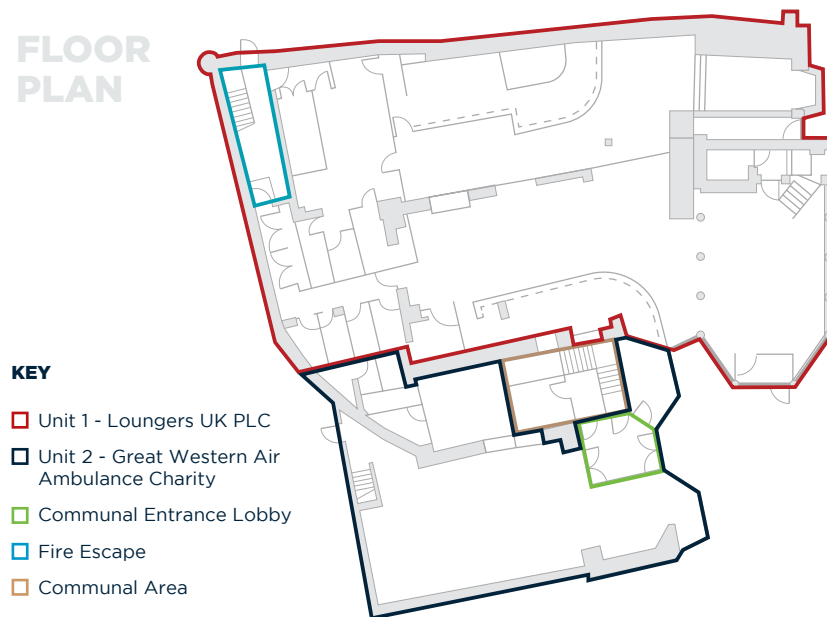 FLOOR
PLAN
KEY
Unit 1 - Loungers UK PLC
Unit 2 - Great Western Air
Ambulance Charity
Communal Entrance Lobby
Fire Escape
Communal Area